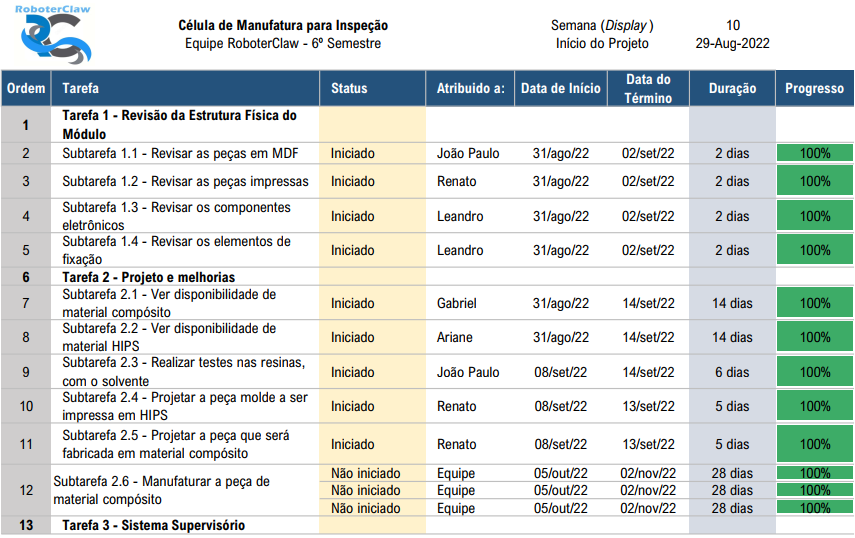 RoboterClaw
Célula de Manufatura para Inspeção Semana (Display ) 10
Equipe RoboterClaw - 6º Semestre Início do Projeto 29-Aug-2022
Ordem Tarefa Status Atribuido a: Data de Início Data do Término Duração Progresso
1 Tarefa 1 - Revisão da Estrutura Física do
Módulo
2 Subtarefa 1.1 - Revisar as peças em MDF Iniciado João Paulo 31/ago/22 02/set/22 2 dias 100%
3 Subtarefa 1.2 - Revisar as peças impressas Iniciado Renato 31/ago/22 02/set/22 2 dias 100%
4 Subtarefa 1.3 - Revisar os componentes
eletrônicos Iniciado Leandro 31/ago/22 02/set/22 2 dias 100%
5 Subtarefa 1.4 - Revisar os elementos de
fixação Iniciado Leandro 31/ago/22 02/set/22 2 dias 100%
6 Tarefa 2 - Projeto e melhorias
7 Subtarefa 2.1 - Ver disponibilidade de
material compósito Iniciado Gabriel 31/ago/22 14/set/22 14 dias 100%
8 Subtarefa 2.2 - Ver disponibilidade de
material HIPS Iniciado Ariane 31/ago/22 14/set/22 14 dias 100%
9 Subtarefa 2.3 - Realizar testes nas resinas,
com o solvente Iniciado João Paulo 08/set/22 14/set/22 6 dias 100%
10 Subtarefa 2.4 - Projetar a peça molde a ser
impressa em HIPS Iniciado Renato 08/set/22 13/set/22 5 dias 100%
11 Subtarefa 2.5 - Projetar a peça que será
fabricada em material compósito Iniciado Renato 08/set/22 13/set/22 5 dias 100%
12 Subtarefa 2.6 - Manufaturar a peça de
material compósito
Não iniciado Equipe 05/out/22 02/nov/22 28 dias 100%
Não iniciado Equipe 05/out/22 02/nov/22 28 dias 100%
Não iniciado Equipe 05/out/22 02/nov/22 28 dias 100%
13 Tarefa 3 - Sistema Supervisório